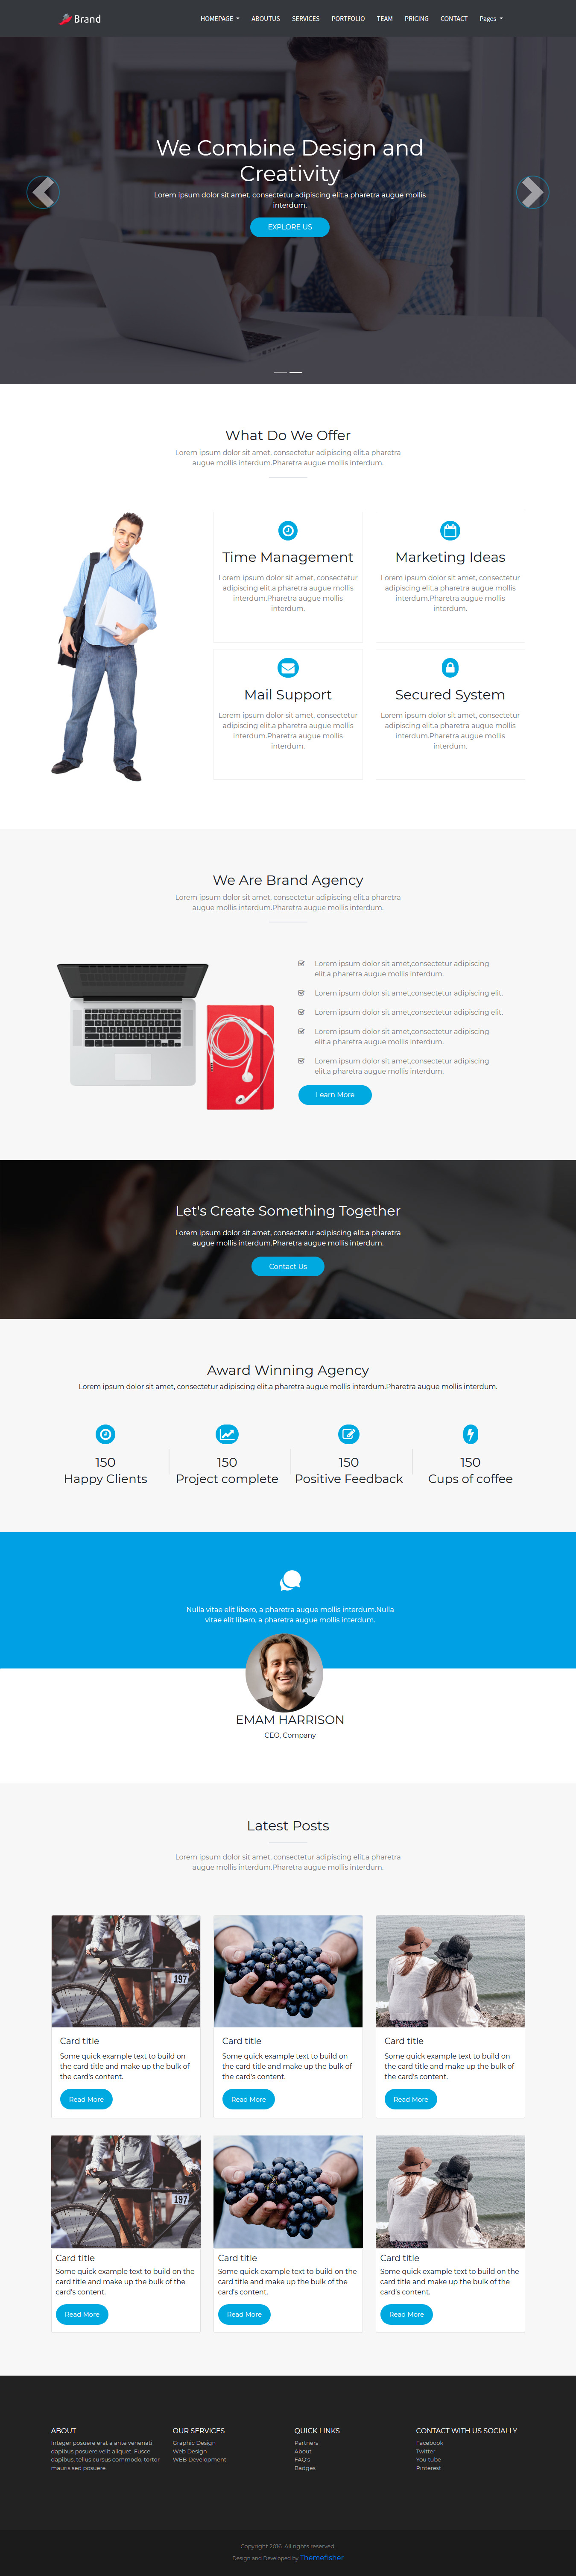 Brand
HOMEPAGE ABOUTUS SERVICES PORTFOLIO TEAM PRICING CONTACT Pages
We Combine Design and
Creativity
Lorem ipsum dolor sit amet, consectetur adipiscing elit.a pharetra augue mollis
interdum.
EXPLORE US
What Do We Offer
Lorem ipsum dolor sit amet, consectetur adipiscing elit.a pharetra
augue mollis interdum.Pharetra augue mollis interdum.
Time Management
Lorem ipsum dolor sit amet, consectetur
adipiscing elit.a pharetra augue mollis
interdum.Pharetra augue mollis
interdum.
Marketing Ideas
Lorem ipsum dolor sit amet, consectetur
adipiscing elit.a pharetra augue mollis
interdum.Pharetra augue mollis
interdum.
Mail Support
Lorem ipsum dolor sit amet, consectetur
adipiscing elit.a pharetra augue mollis
interdum.Pharetra augue mollis
interdum.
Secured System
Lorem ipsum dolor sit amet, consectetur
adipiscing elit.a pharetra augue mollis
interdum.Pharetra augue mollis
interdum.
We Are Brand Agency
Lorem ipsum dolor sit amet, consectetur adipiscing elit.a pharetra
augue mollis interdum.Pharetra augue mollis interdum.
Lorem ipsum dolor sit amet,consectetur adipiscing
elit.a pharetra augue mollis interdum.
Lorem ipsum dolor sit amet,consectetur adipiscing elit.
Lorem ipsum dolor sit amet,consectetur adipiscing elit.
Lorem ipsum dolor sit amet,consectetur adipiscing
elit.a pharetra augue mollis interdum.
Lorem ipsum dolor sit amet,consectetur adipiscing
elit.a pharetra augue mollis interdum.
Learn More
Let's Create Something Together
Lorem ipsum dolor sit amet, consectetur adipiscing elit.a pharetra
augue mollis interdum.Pharetra augue mollis interdum.
Contact Us
Award Winning Agency
Lorem ipsum dolor sit amet, consectetur adipiscing elit.a pharetra augue mollis interdum.Pharetra augue mollis interdum.
150
Happy Clients
150
Project complete
150
Positive Feedback
150
Cups of coffee
Nulla vitae elit libero, a pharetra augue mollis interdum.Nulla
vitae elit libero, a pharetra augue mollis interdum.
EMAM HARRISON
CEO, Company
Latest Posts
Lorem ipsum dolor sit amet, consectetur adipiscing elit.a pharetra
augue mollis interdum.Pharetra augue mollis interdum.
197
Card title
Some quick example text to build on
the card title and make up the bulk of
the card's content.
Read More
Card title
Some quick example text to build on
the card title and make up the bulk of
the card's content.
Read More
Card title
Some quick example text to build on
the card title and make up the bulk of
the card's content.
Read More
197
Card title
Some quick example text to build on the
card title and make up the bulk of the
card's content.
Read More
Card title
Some quick example text to build on the
card title and make up the bulk of the
card's content.
Read More
Card title
Some quick example text to build on the
card title and make up the bulk of the
card's content.
Read More
ABOUT
Integer posuere erat a ante venenati
dapibus posuere velit aliquet. Fusce
dapibus, tellus cursus commodo, tortor
mauris sed posuere.
OUR SERVICES
Graphic Design
Web Design
WEB Development
QUICK LINKS
Partners
About
FAQ's
Badges
CONTACT WITH US SOCIALLY
Facebook
Twitter
You tube
Pinterest
Copyright 2016. All rights reserved.
Design and Developed by Themefisher